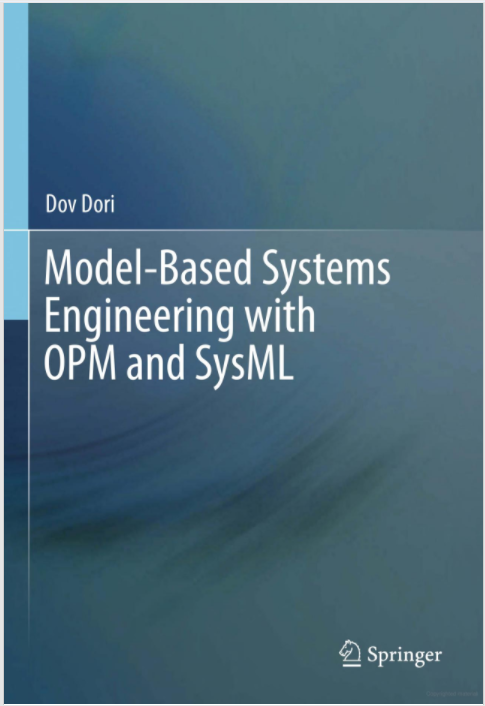 Dov Dori
Model-Based Systems
Engineering with
OPM and SysML
Springer